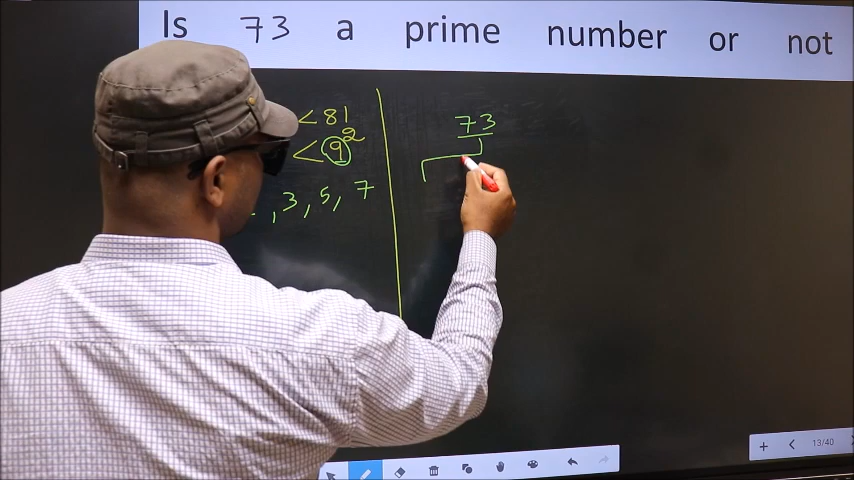 Is 73 a prime number or not
< 81
< 9²
, 3, 5, 7
73
13/40